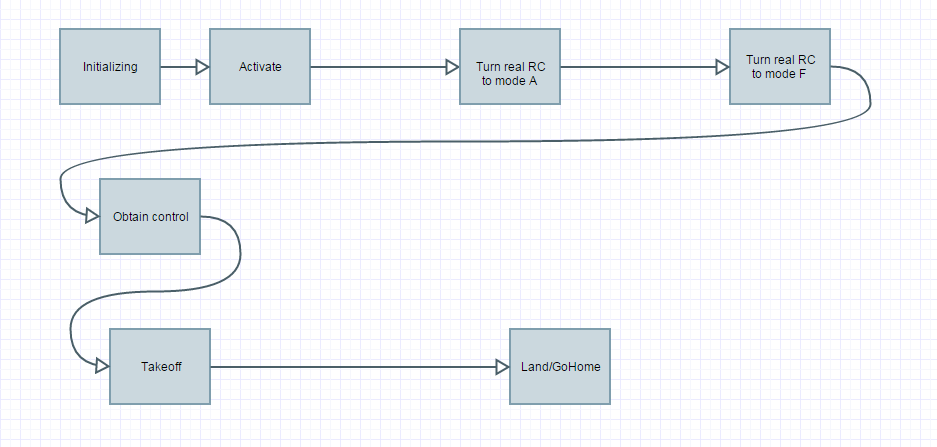 Initializing
Activate
Turn real RC
to mode A
Turn real RC
to mode F
Obtain control
Takeoff
Land/GoHome